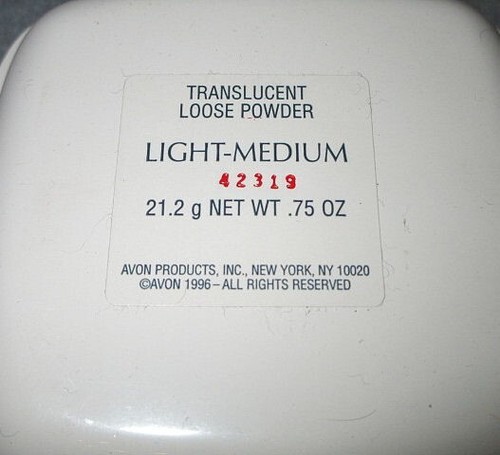 TRANSLUCENT
LOOSE POWDER
LIGHT-MEDIUM
42319
21.2 g NET WT .75 OZ
AVON PRODUCTS, INC., NEW YORK, NY 10020
©AVON 1996–ALL RIGHTS RESERVED